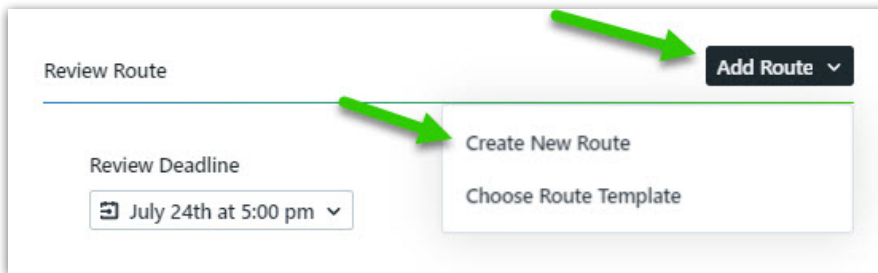 Review Route
Add Route
Create New Route
Review Deadline
Choose Route Template
July 24th at 5:00 pm